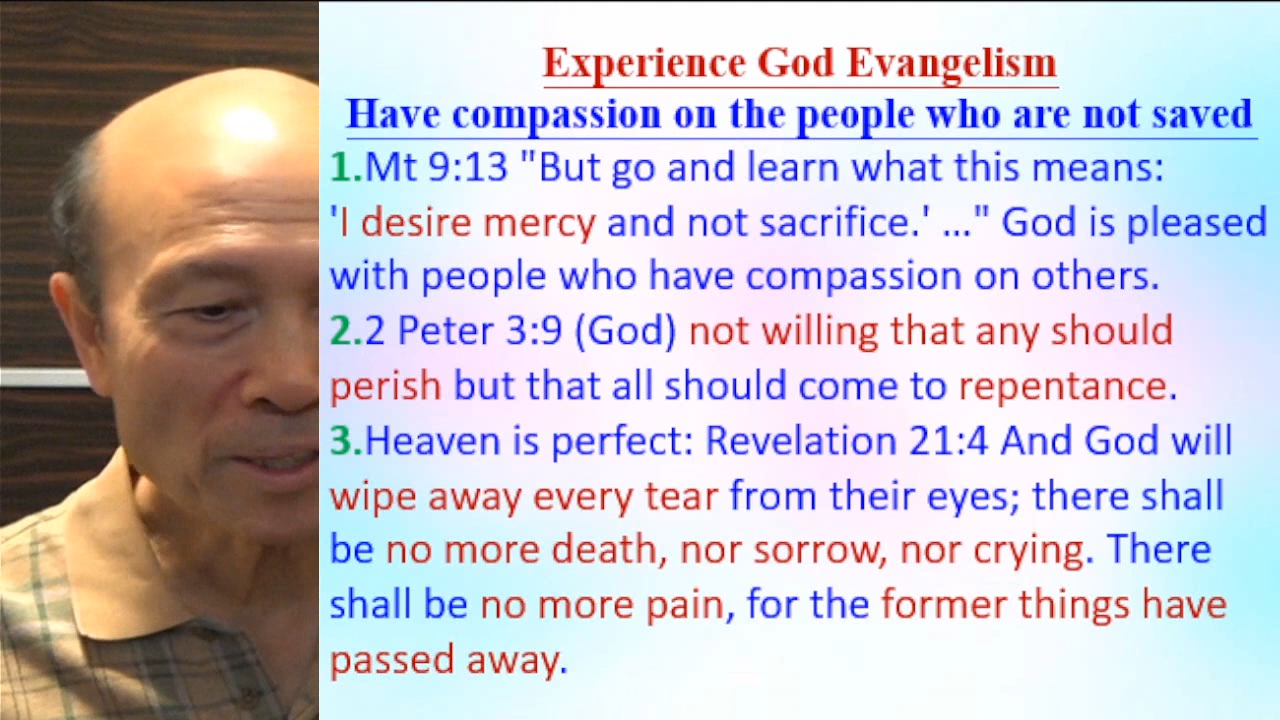 Experience God Evangelism
Have compassion on the people who are not saved
1.Mt 9:13 "But go and learn what this means:
'I desire mercy and not sacrifice.' ..." God is pleased
with people who have compassion on others.
2.2 Peter 3:9 (God) not willing that any should
perish but that all should come to repentance.
3.Heaven is perfect: Revelation 21:4 And God will
wipe away every tear from their eyes; there shall
be no more death, nor sorrow, nor crying. There
shall be no more pain, for the former things have
passed away.